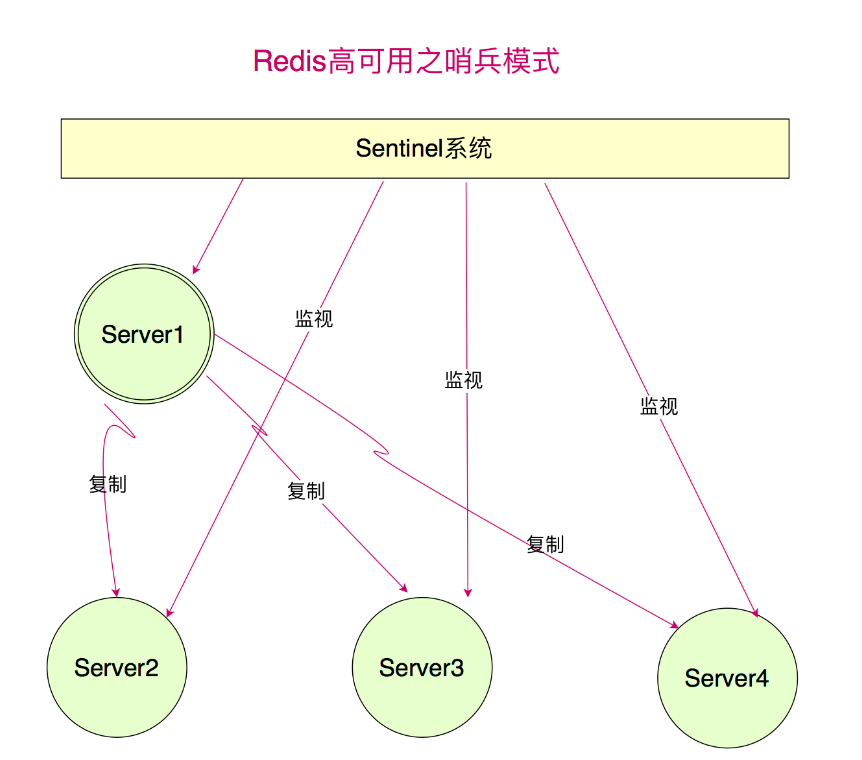 Redis高可用之哨兵模式
Sentinel系统
监视
Server1
监视
监视
复制
复制
复制
Server2
Server3
Server4